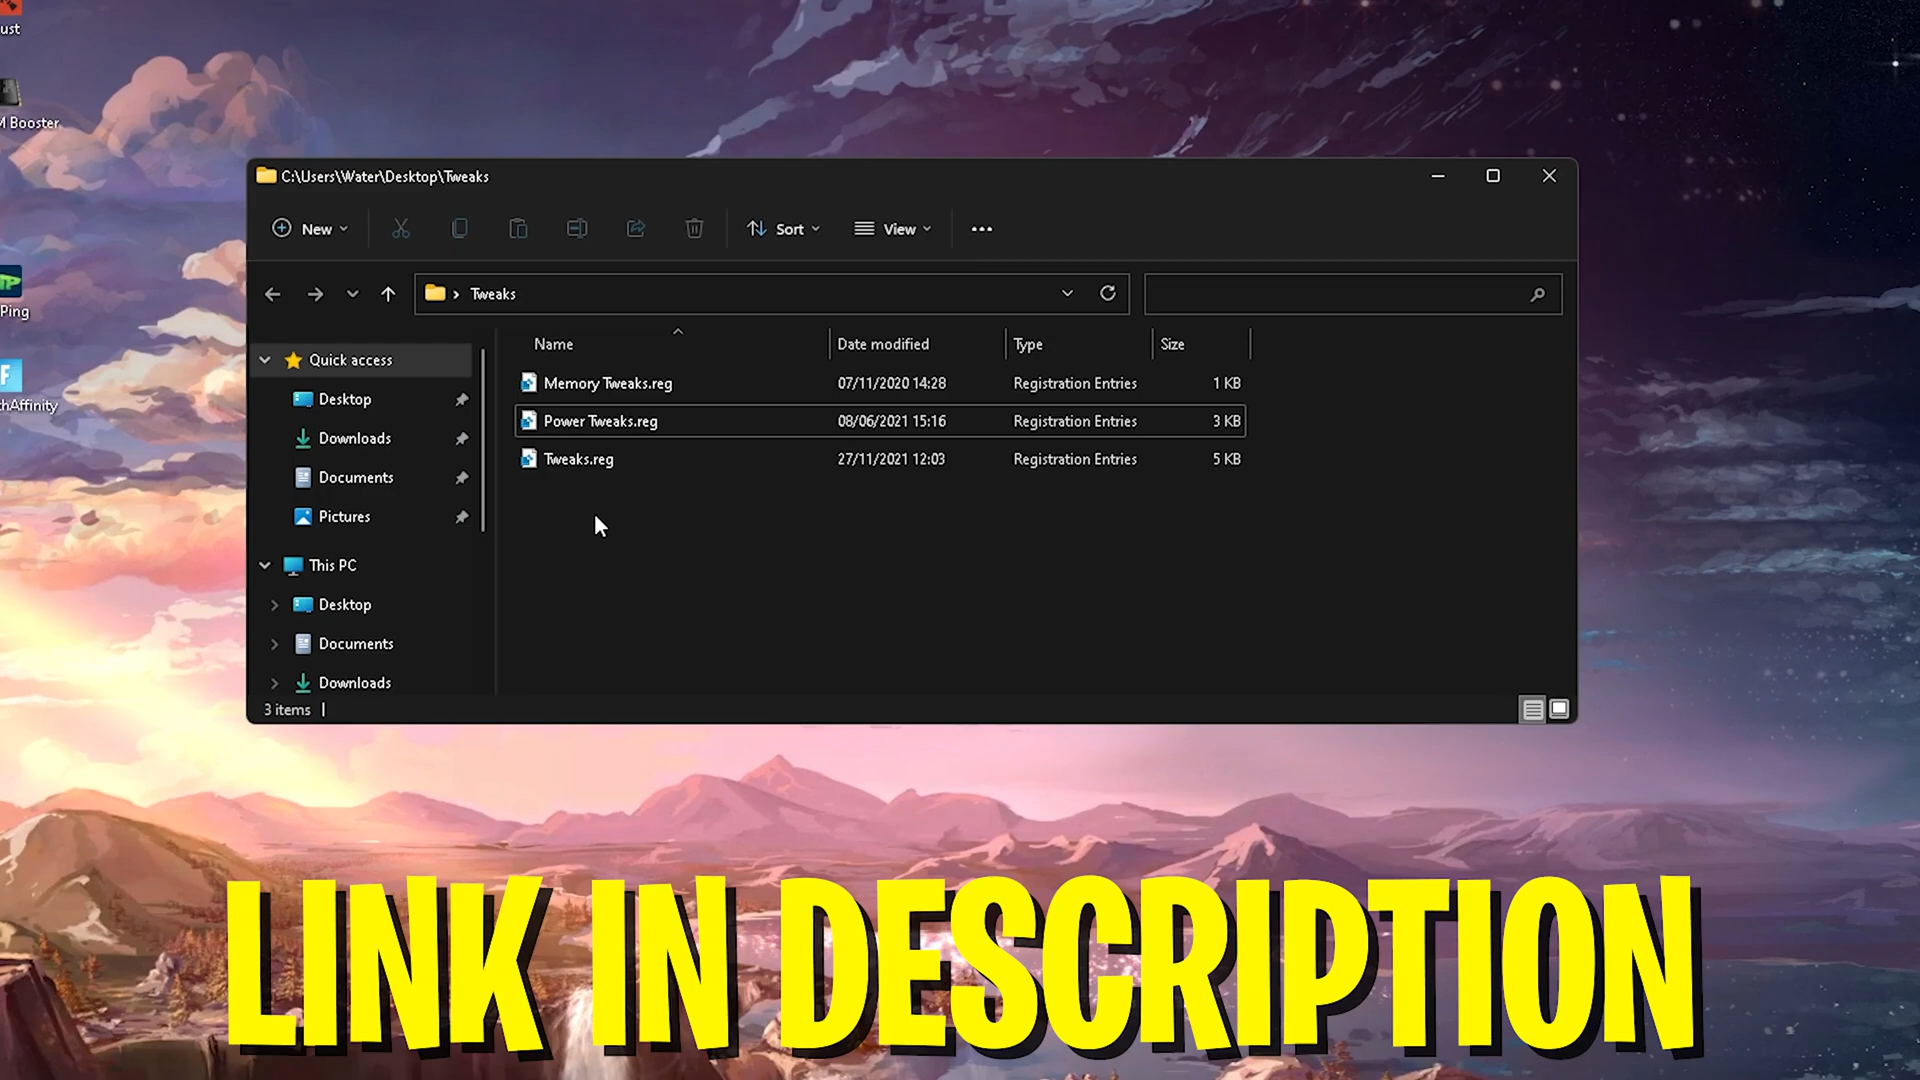 ust
M Booster
C:\Users\Water\Desktop\Tweaks
New
Sort
View
Tweaks
Ping
Name
Date modified
Type
Size
Quick access
Memory Tweaks.reg 07/11/2020 14:28 Registration Entries 1 KB
Desktop
hAffinity
Power Tweaks.reg 08/06/2021 15:16 Registration Entries 3 KB
Downloads
Tweaks.reg 27/11/2021 12:03 Registration Entries 5 KB
Documents
Pictures
This PC
Desktop
Documents
Downloads
3 items
LINK IN DESCRIPTION